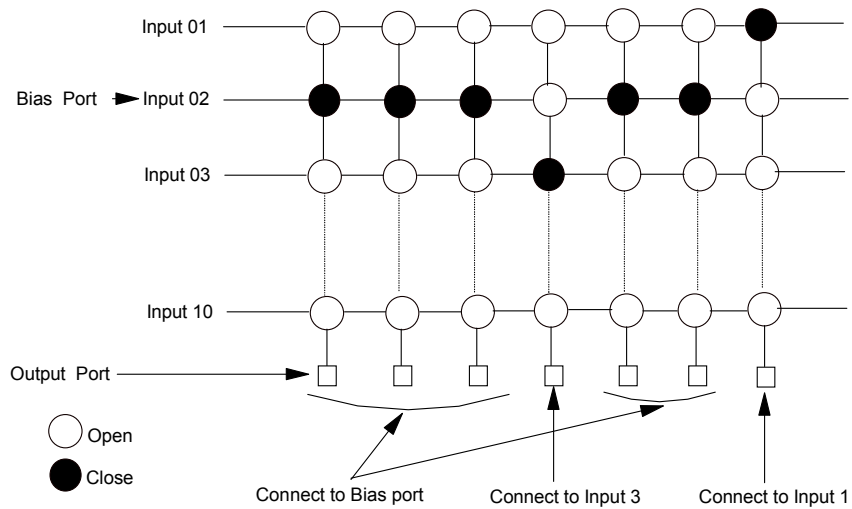 Input 01
Bias Port
Input 02
Input 03
Input 10
Output Port
Open
Close
Connect to Bias port
Connect to Input 3
Connect to Input 1